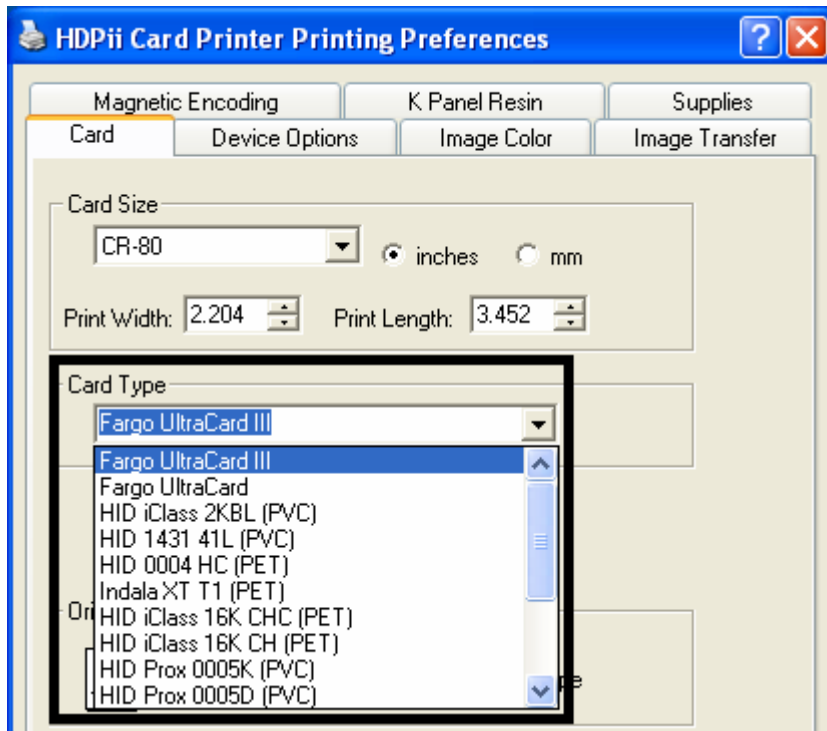 HDPii Card Printer Printing Preferences
Magnetic Encoding K Panel Resin Supplies
Card Device Options Image Color Image Transfer
Card Size
CR-80 inches mm
Print Width: 2.204 Print Length: 3.452
Card Type
Fargo UltraCard III
Fargo UltraCard III
Fargo UltraCard
HID iClass 2KBL (PVC)
HID 1431 41L (PVC)
HID 0004 HC (PET)
Indala XT T1 (PET)
HID iClass 16K CHC (PET)
HID iClass 16K CH (PET)
HID Prox 0005K (PVC)
HID Prox 0005D (PVC)